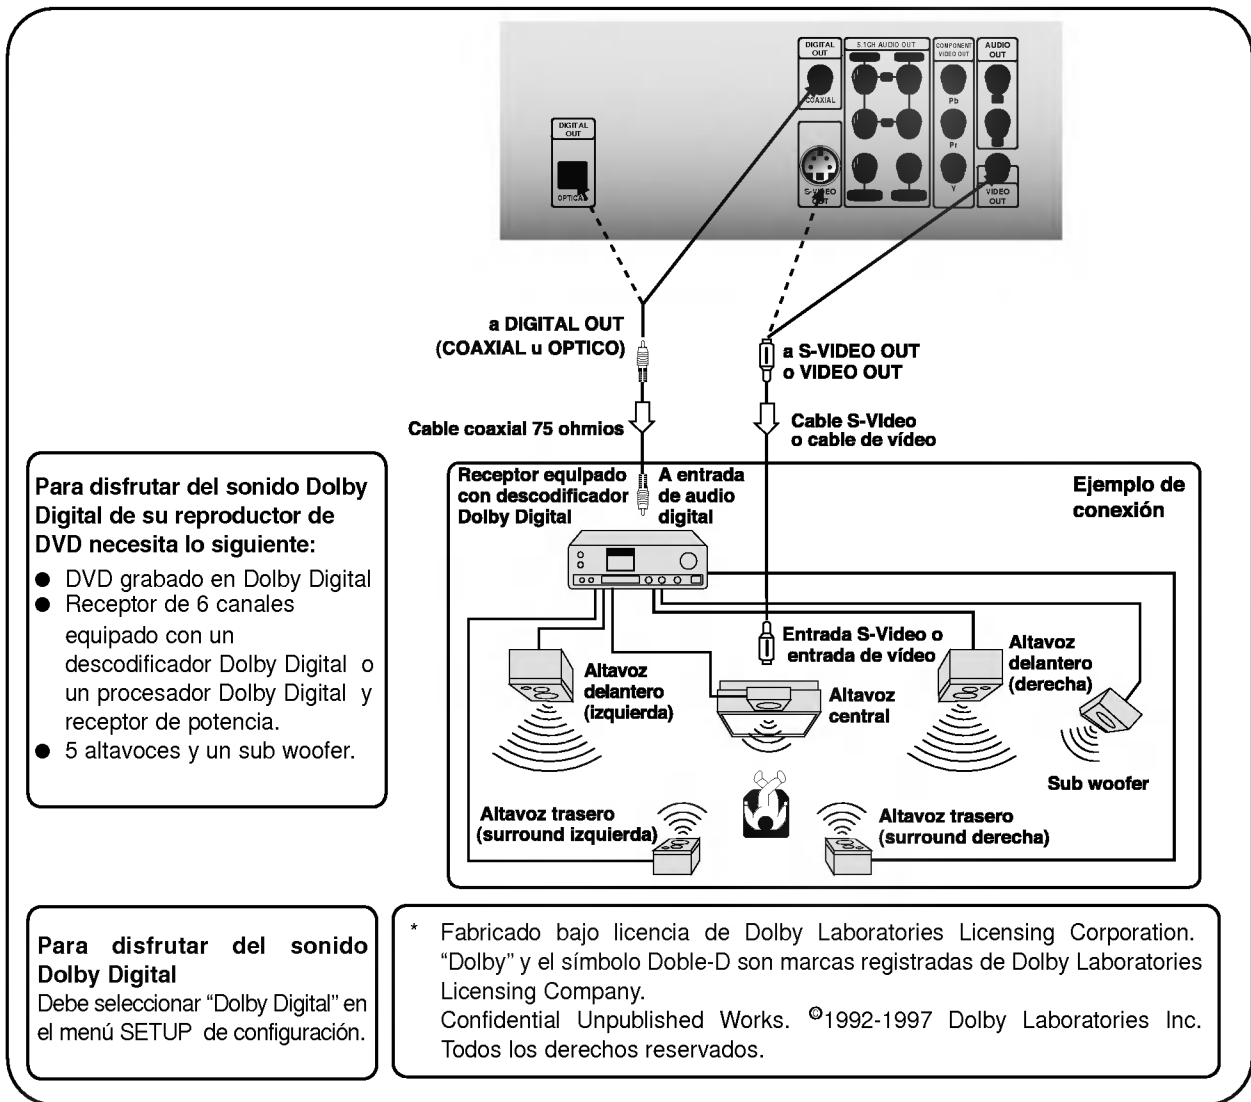 DIGITAL
OUT
COAXIAL
5.1CH AUDIO OUT
COMPONENT
VIDEO OUT
Pb
Pr
Y
AUDIO
OUT
DIGITAL
OUT
OPTICAL
S-VIDEO
OUT
VIDEO
OUT
a DIGITAL OUT
(COAXIAL u OPTICO)
a S-VIDEO OUT
o VIDEO OUT
Cable coaxial 75 ohmios
Cable S-Video
o cable de vídeo
Para disfrutar del sonido Dolby
Digital de su reproductor de
DVD necesita lo siguiente:
● DVD grabado en Dolby Digital
● Receptor de 6 canales
equipado con un
descodificador Dolby Digital o
un procesador Dolby Digital y
receptor de potencia.
● 5 altavoces y un sub woofer.
Receptor equipado
con descodificador
Dolby Digital
A entrada
de audio
digital
Ejemplo de
conexión
Entrada S-Video o
entrada de vídeo
Altavoz
delantero
(izquierda)
Altavoz
central
Altavoz
delantero
(derecha)
Sub woofer
Altavoz trasero
(surround izquierda)
Altavoz trasero
(surround derecha)
Para disfrutar del sonido
Dolby Digital
Debe seleccionar “Dolby Digital” en
el menú SETUP de configuración.
* Fabricado bajo licencia de Dolby Laboratories Licensing Corporation.
“Dolby” y el símbolo Doble-D son marcas registradas de Dolby Laboratories
Licensing Company.
Confidential Unpublished Works. ©1992-1997 Dolby Laboratories Inc.
Todos los derechos reservados.